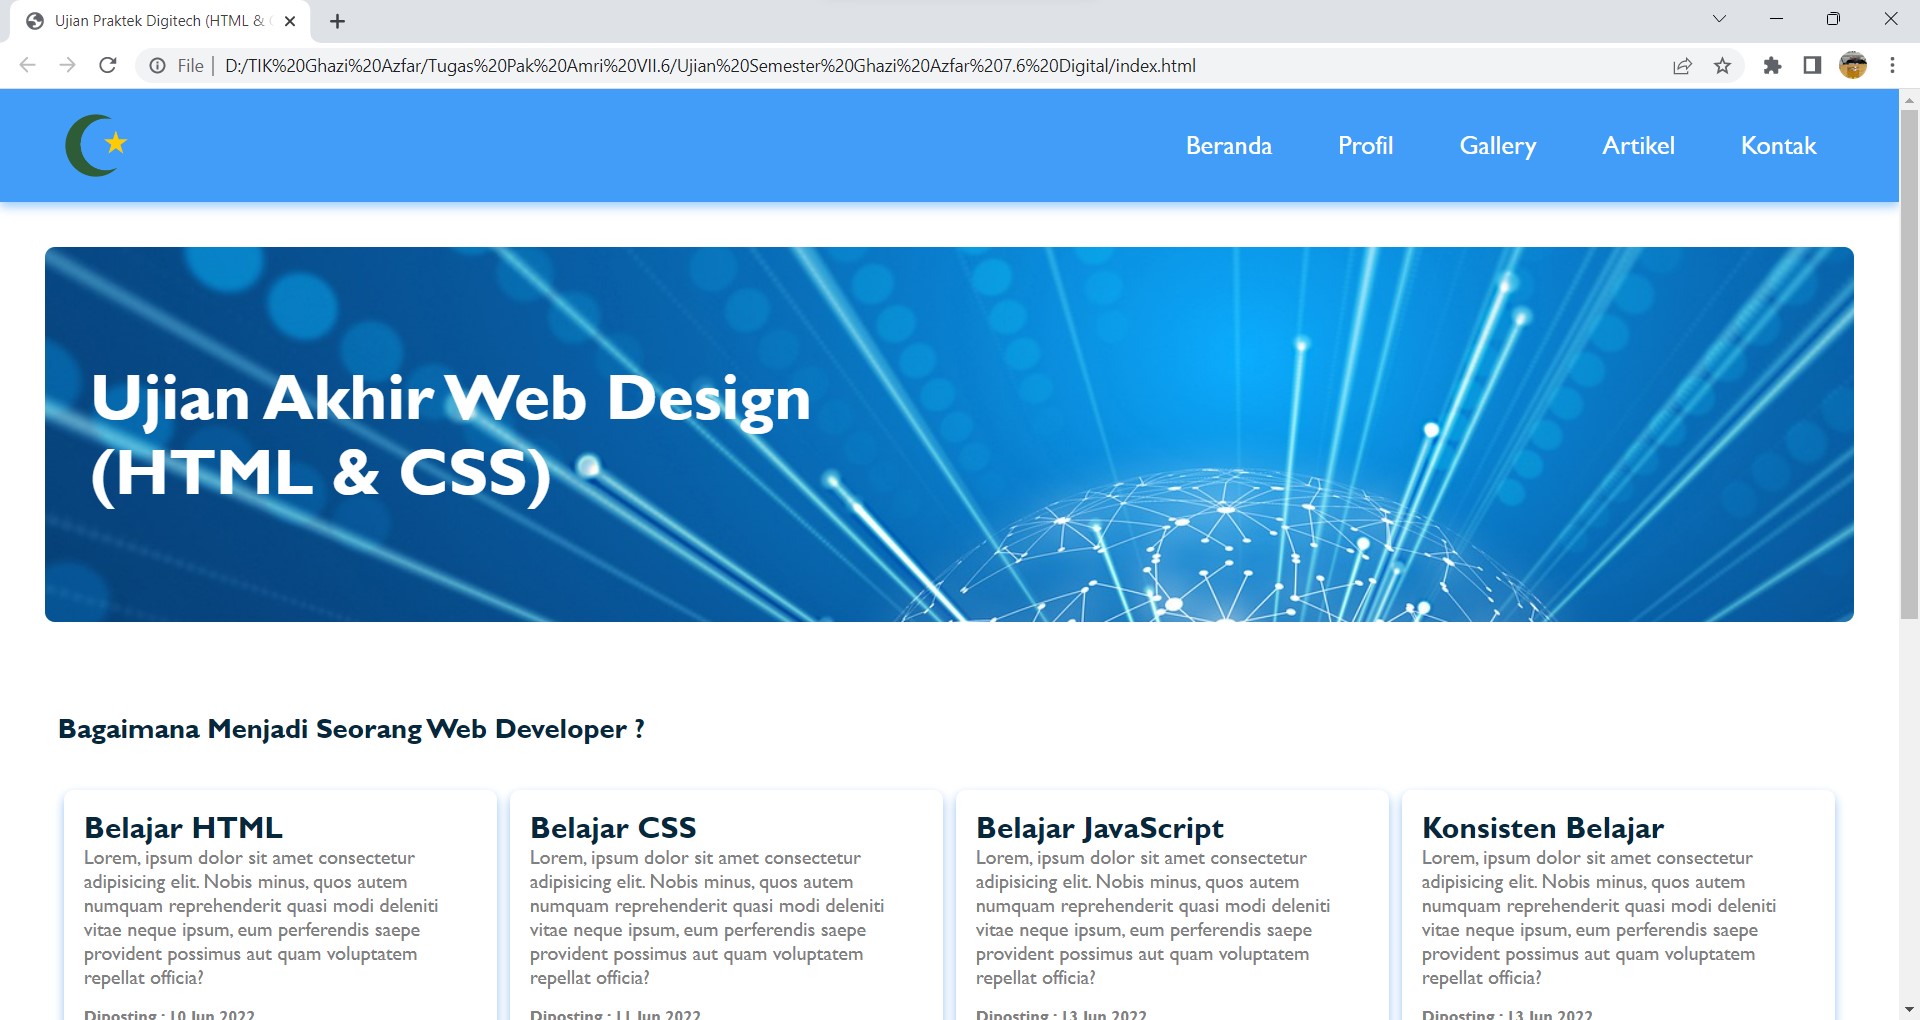 Ujian Praktek Digitech (HTML &
File
D:/TIK%20Ghazi%20Azfar/Tugas%20Pak%20Amri%20VII.6/Ujian%20Semester%20Ghazi%20Azfar%207.6%20Digital/index.html
Beranda Profil Gallery Artikel Kontak
Ujian Akhir Web Design
(HTML & CSS)
Bagaimana Menjadi Seorang Web Developer ?
Belajar HTML
Lorem, ipsum dolor sit amet consectetur
adipisicing elit. Nobis minus, quos autem
numquam reprehenderit quasi modi deleniti
vitae neque ipsum, eum perferendis saepe
provident possimus aut quam voluptatem
repellat officia?
Diposting : 10 Jun 2022
Belajar CSS
Lorem, ipsum dolor sit amet consectetur
adipisicing elit. Nobis minus, quos autem
numquam reprehenderit quasi modi deleniti
vitae neque ipsum, eum perferendis saepe
provident possimus aut quam voluptatem
repellat officia?
Diposting : 11 Jun 2022
Belajar JavaScript
Lorem, ipsum dolor sit amet consectetur
adipisicing elit. Nobis minus, quos autem
numquam reprehenderit quasi modi deleniti
vitae neque ipsum, eum perferendis saepe
provident possimus aut quam voluptatem
repellat officia?
Diposting : 13 Jun 2022
Konsisten Belajar
Lorem, ipsum dolor sit amet consectetur
adipisicing elit. Nobis minus, quos autem
numquam reprehenderit quasi modi deleniti
vitae neque ipsum, eum perferendis saepe
provident possimus aut quam voluptatem
repellat officia?
Diposting : 13 Jun 2022